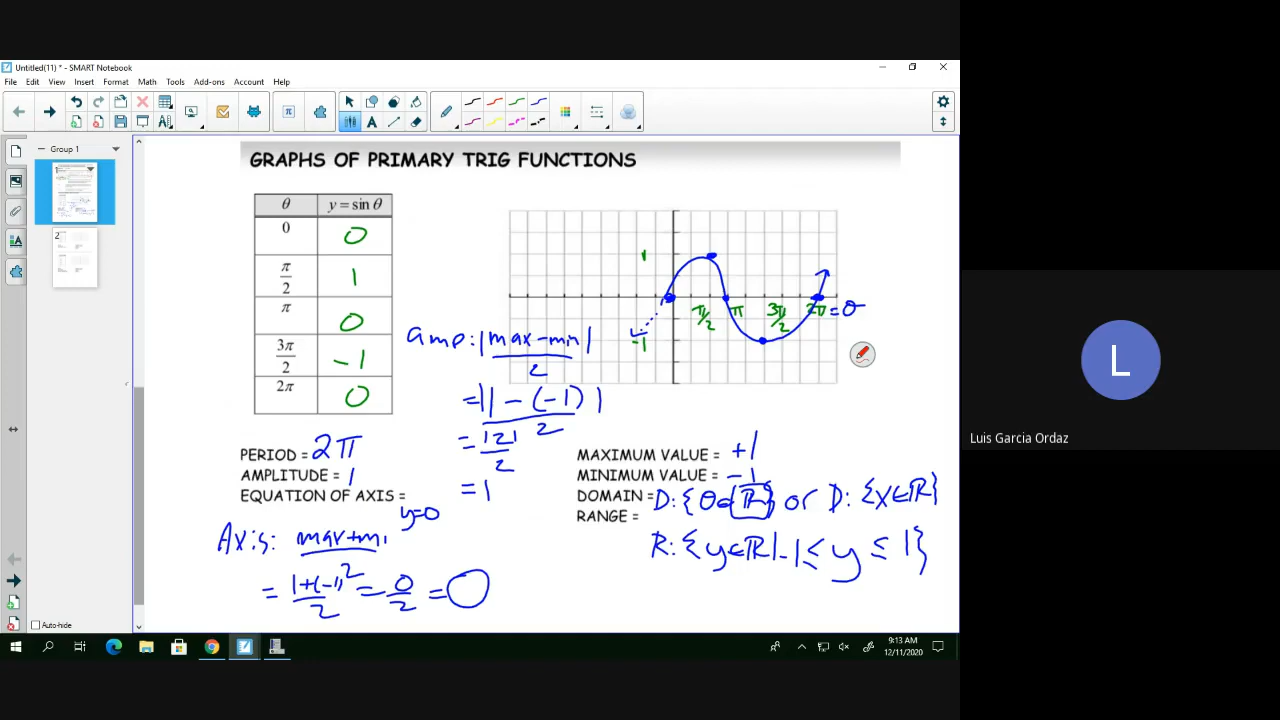 Untitled(11) * - SMART Notebook
File Edit View Insert Format Math Tools Add-ons Account Help
Group 1
2
GRAPHS OF PRIMARY TRIG FUNCTIONS
θ y = sin θ
0 0
π/2 1
π 0
3π/2 -1
2π 0
1
-1
π/2 π 3π/2 2π = θ
amp: |max-min|/2
= |1 - (-1)|/2
= |2|/2
= 1
PERIOD = 2π
AMPLITUDE = 1
EQUATION OF AXIS =
y=0
Axis: max+mi
2
= 1+(-1)/2 = 0/2 = 0
MAXIMUM VALUE = +1
MINIMUM VALUE = -1
DOMAIN = D: {θ∈ℝ} or D: {x∈ℝ}
RANGE =
R: {y∈ℝ|-1 ≤ y ≤ 1}
Auto-hide
9:13 AM
12/11/2020
L
Luis Garcia Ordaz